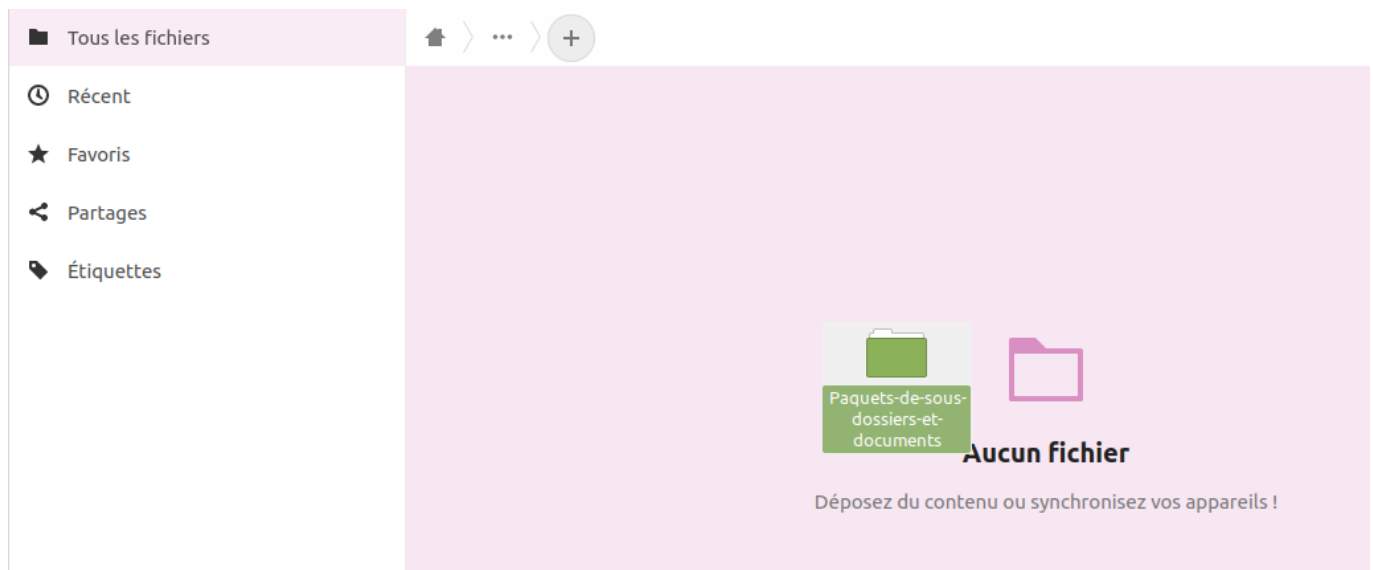 Tous les fichiers
Récent
Favoris
Partages
Étiquettes
Paquets-de-sous-
dossiers-et-
documents
Aucun fichier
Déposez du contenu ou synchronisez vos appareils !